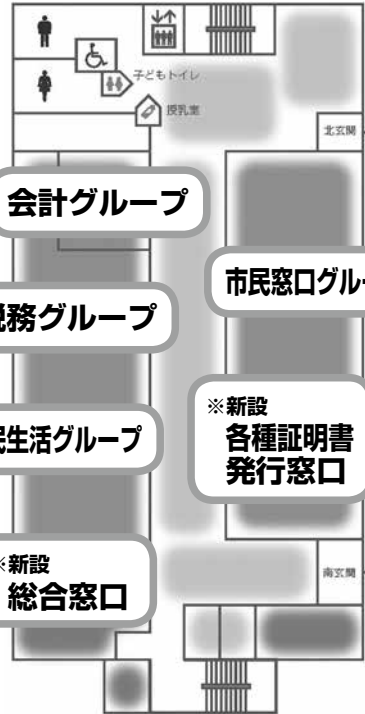 子どもトイレ
授乳室
北玄関
会計グループ
市民窓口グルー
務グループ
※新設
各種証明書
発行窓口
生活グループ
※新設
総合窓口
南玄関